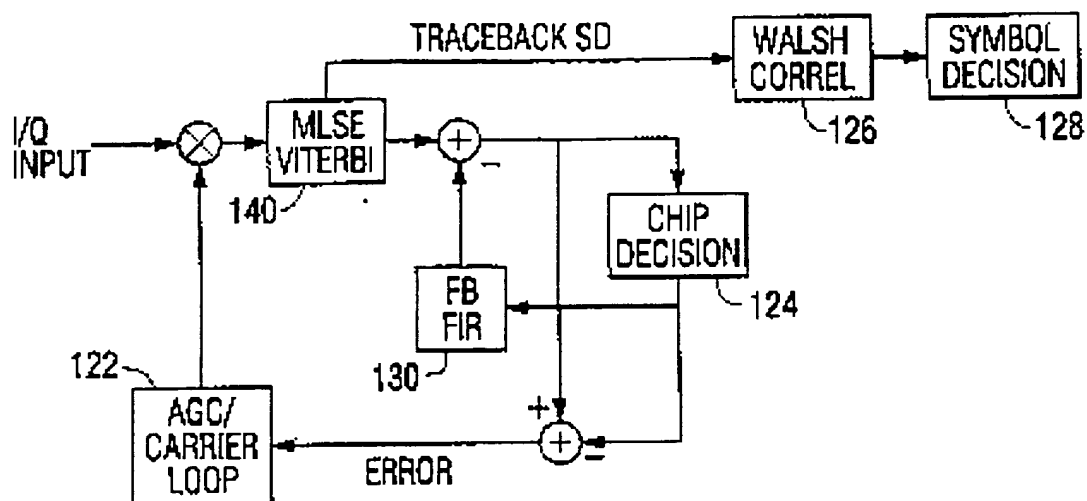 TRACEBACK SD
WALSH
CORREL
126
SYMBOL
DECISION
128
I/Q
INPUT
MLSE
VITERBI
140
+
-
CHIP
DECISION
124
FB
FIR
130
122
AGC/
CARRIER
LOOP
ERROR
+
+
-